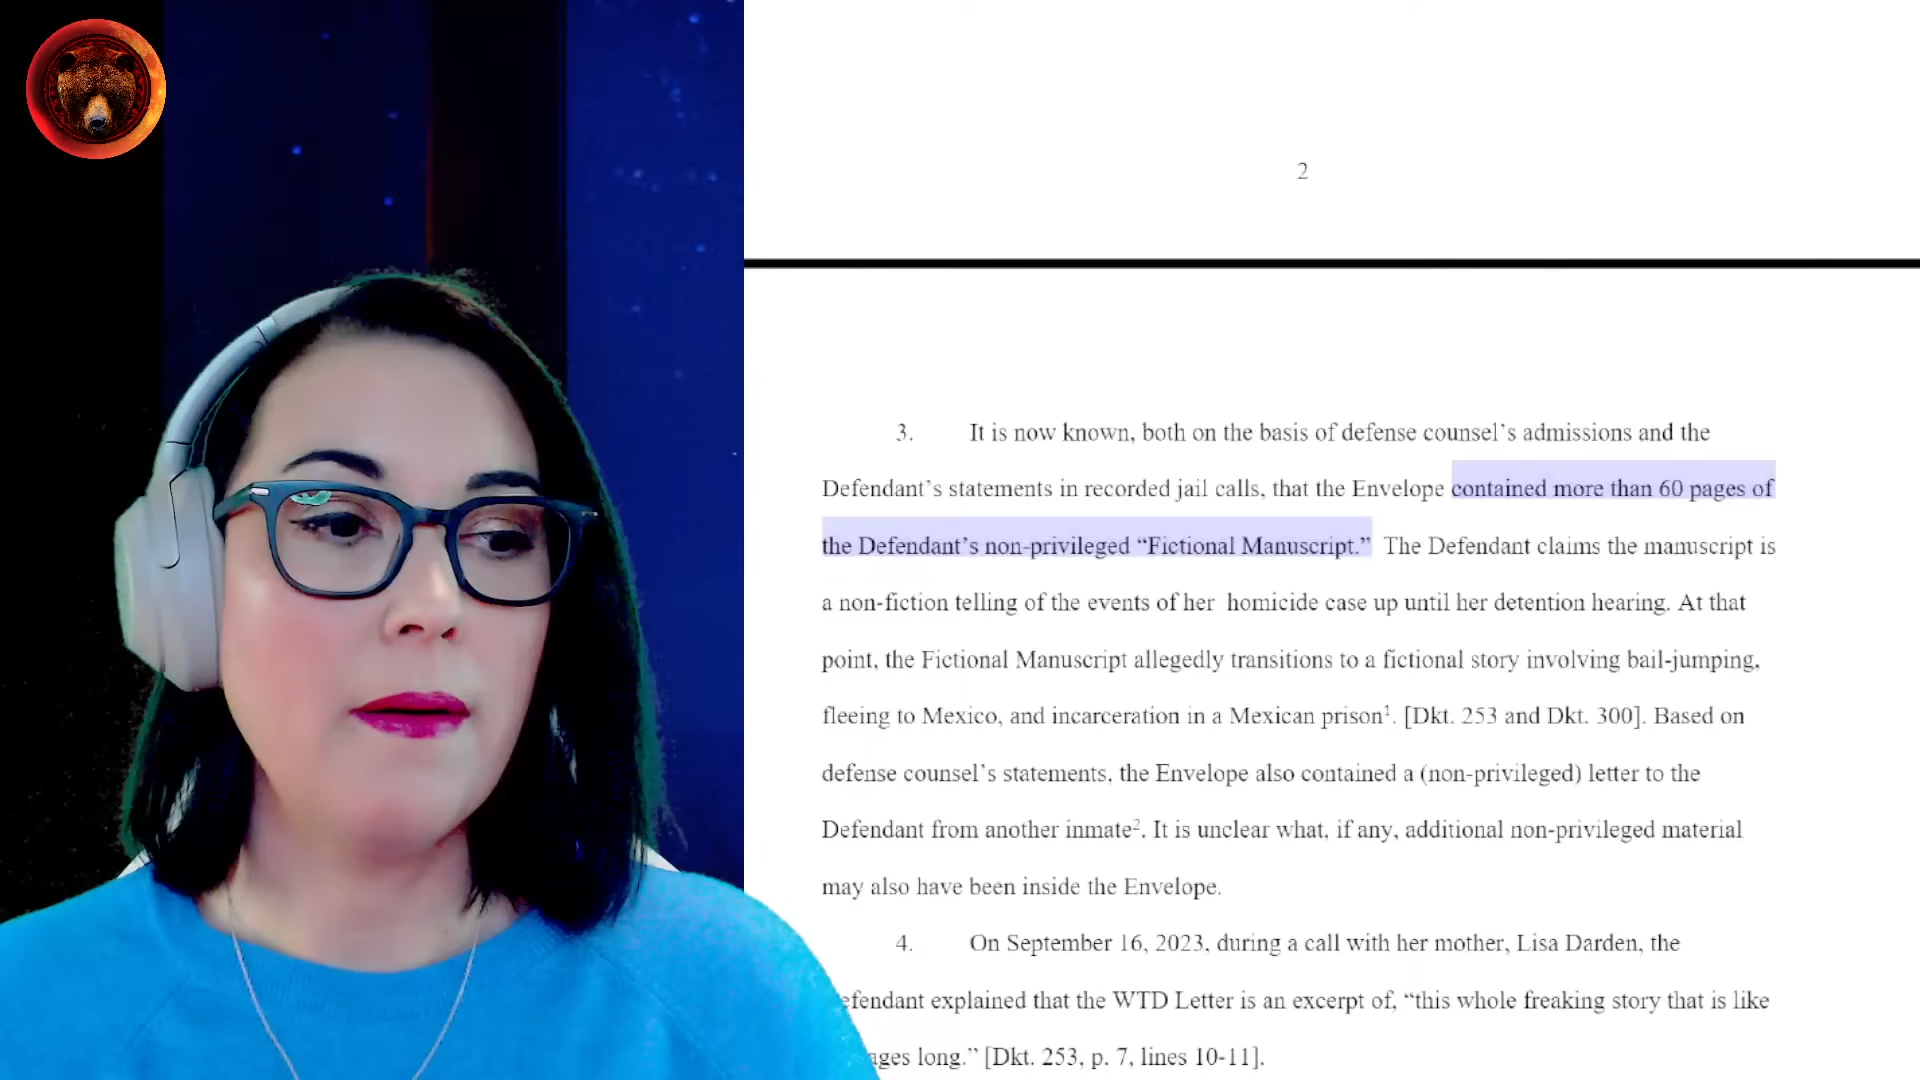 2
3. It is now known, both on the basis of defense counsel's admissions and the
Defendant's statements in recorded jail calls, that the Envelope contained more than 60 pages of
the Defendant's non-privileged “Fictional Manuscript.” The Defendant claims the manuscript is
a non-fiction telling of the events of her homicide case up until her detention hearing. At that
point, the Fictional Manuscript allegedly transitions to a fictional story involving bail-jumping,
fleeing to Mexico, and incarceration in a Mexican prison¹. [Dkt. 253 and Dkt. 300]. Based on
defense counsel's statements, the Envelope also contained a (non-privileged) letter to the
Defendant from another inmate². It is unclear what, if any, additional non-privileged material
may also have been inside the Envelope.
4. On September 16, 2023, during a call with her mother, Lisa Darden, the
efendant explained that the WTD Letter is an excerpt of, “this whole freaking story that is like
ages long.” [Dkt. 253, p. 7, lines 10-11].